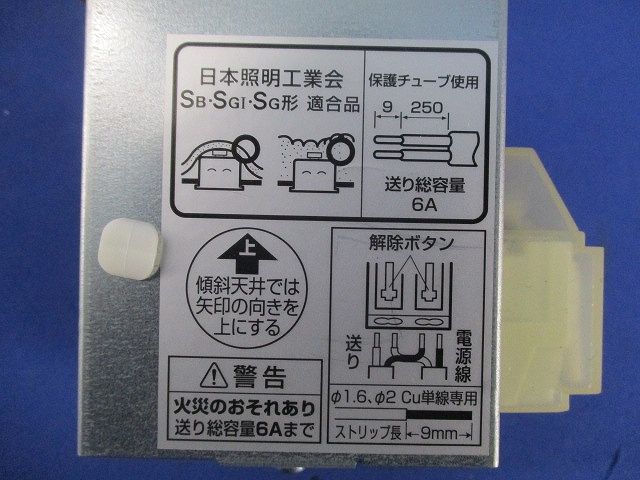 日本照明工業会
SB・SGI・SG形 適合品
保護チューブ使用
9 250
送り総容量
6A
上
傾斜天井では
矢印の向きを
上にする
警告
火災のおそれあり
送り総容量6Aまで
解除ボタン
送り
電源線
φ1.6、φ2 Cu単線専用
ストリップ長 9mm